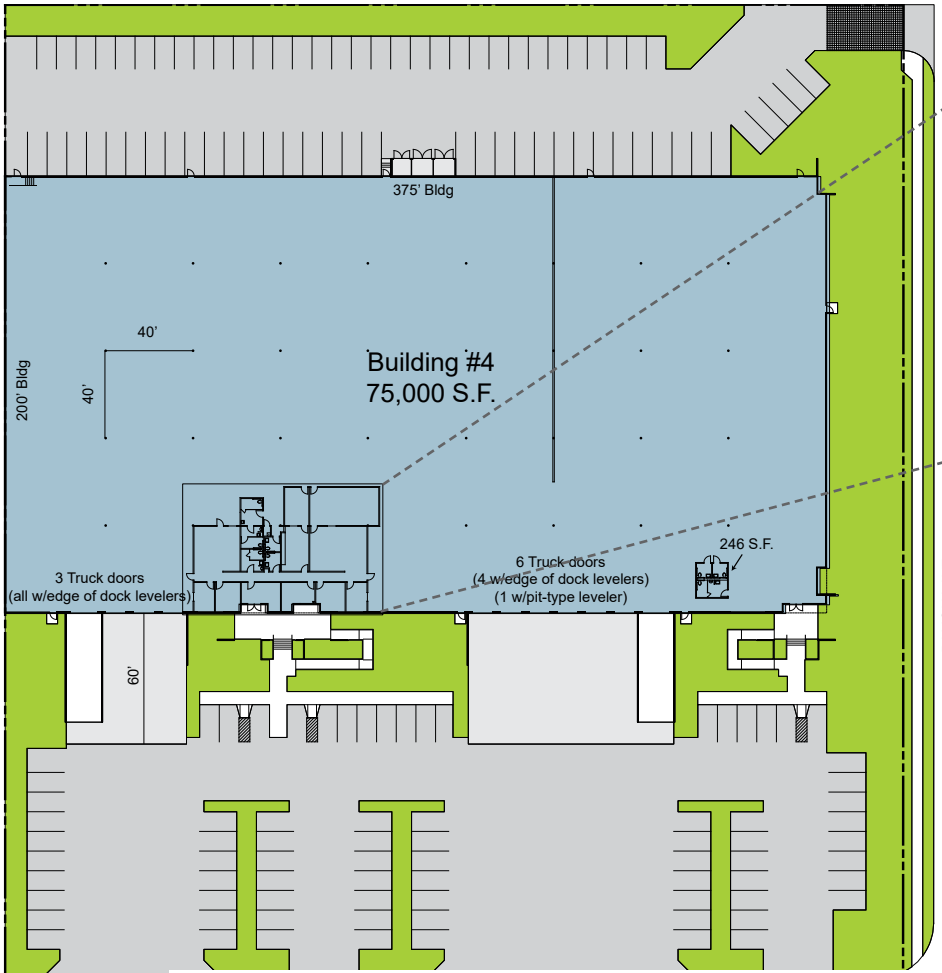 375’ Bldg
40’
Building #4
75,000 S.F.
200’ Bldg
40’
246 S.F.
3 Truck doors
(all w/edge of dock levelers)
6 Truck doors
(4 w/edge of dock levelers)
(1 w/pit-type leveler)
60’